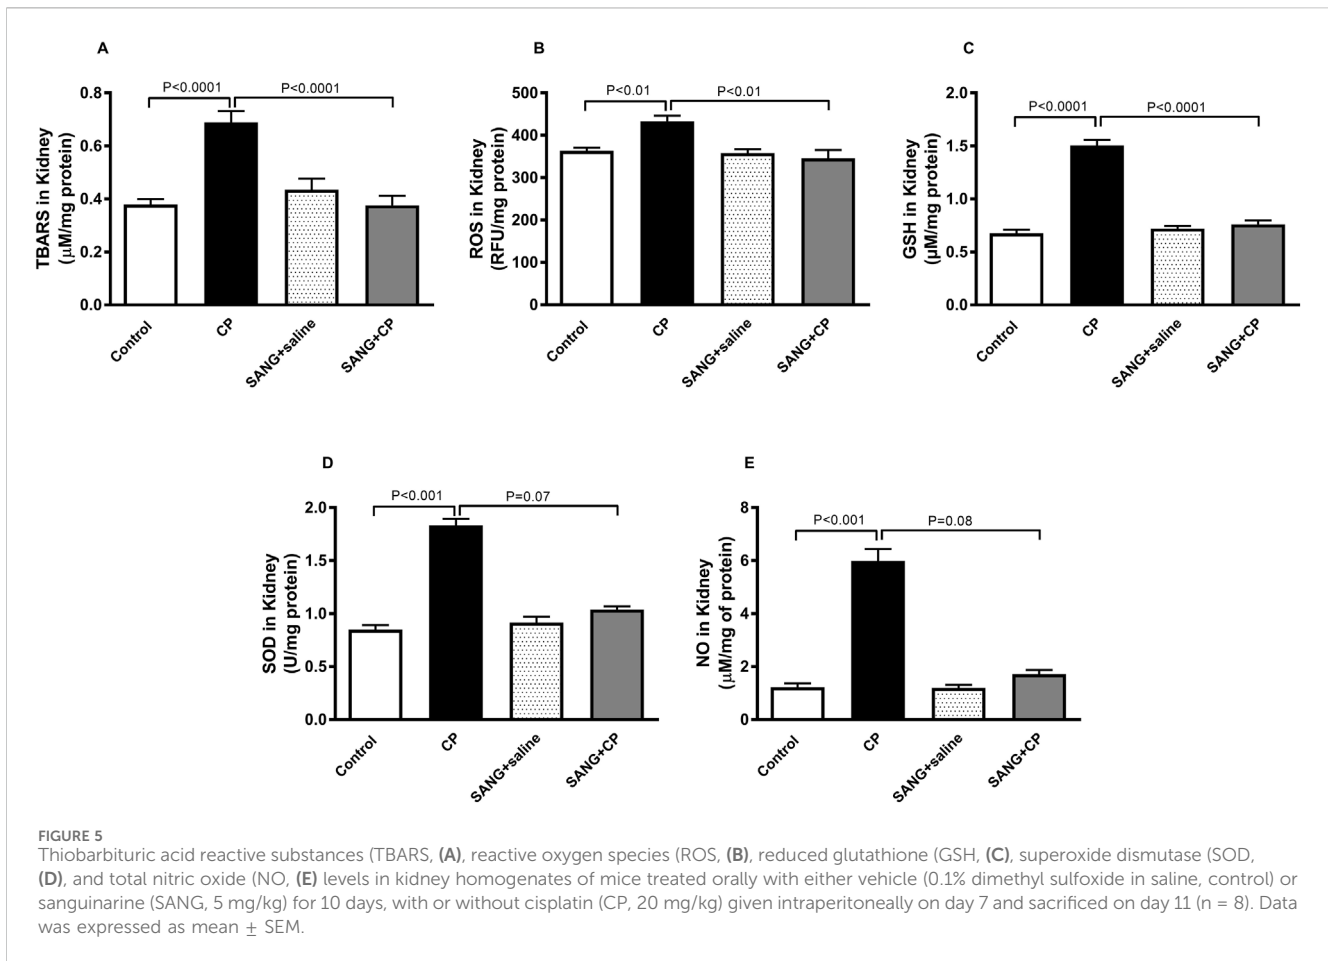 A
P<0.0001
P<0.0001
0.8
0.6
0.4
0.2
0.0
TBARS in Kidney
(μM/mg protein)
Control
CP
SANG+saline
SANG+CP
B
P<0.01
P<0.01
500
400
300
200
100
0
ROS in Kidney
(RFU/mg protein)
Control
CP
SANG+saline
SANG+CP
C
P<0.0001
P<0.0001
2.0
1.5
1.0
0.5
0.0
GSH in Kidney
(μM/mg protein)
Control
CP
SANG+saline
SANG+CP
D
P<0.001
P=0.07
2.0
1.5
1.0
0.5
0.0
SOD in Kidney
(U/mg protein)
Control
CP
SANG+saline
SANG+CP
E
P<0.001
P=0.08
8
6
4
2
0
NO in Kidney
(μM/mg of protein)
Control
CP
SANG+saline
SANG+CP
FIGURE 5
Thiobarbituric acid reactive substances (TBARS, (A), reactive oxygen species (ROS, (B), reduced glutathione (GSH, (C), superoxide dismutase (SOD,
(D), and total nitric oxide (NO, (E) levels in kidney homogenates of mice treated orally with either vehicle (0.1% dimethyl sulfoxide in saline, control) or
sanguinarine (SANG, 5 mg/kg) for 10 days, with or without cisplatin (CP, 20 mg/kg) given intraperitoneally on day 7 and sacrificed on day 11 (n = 8). Data
was expressed as mean ± SEM.